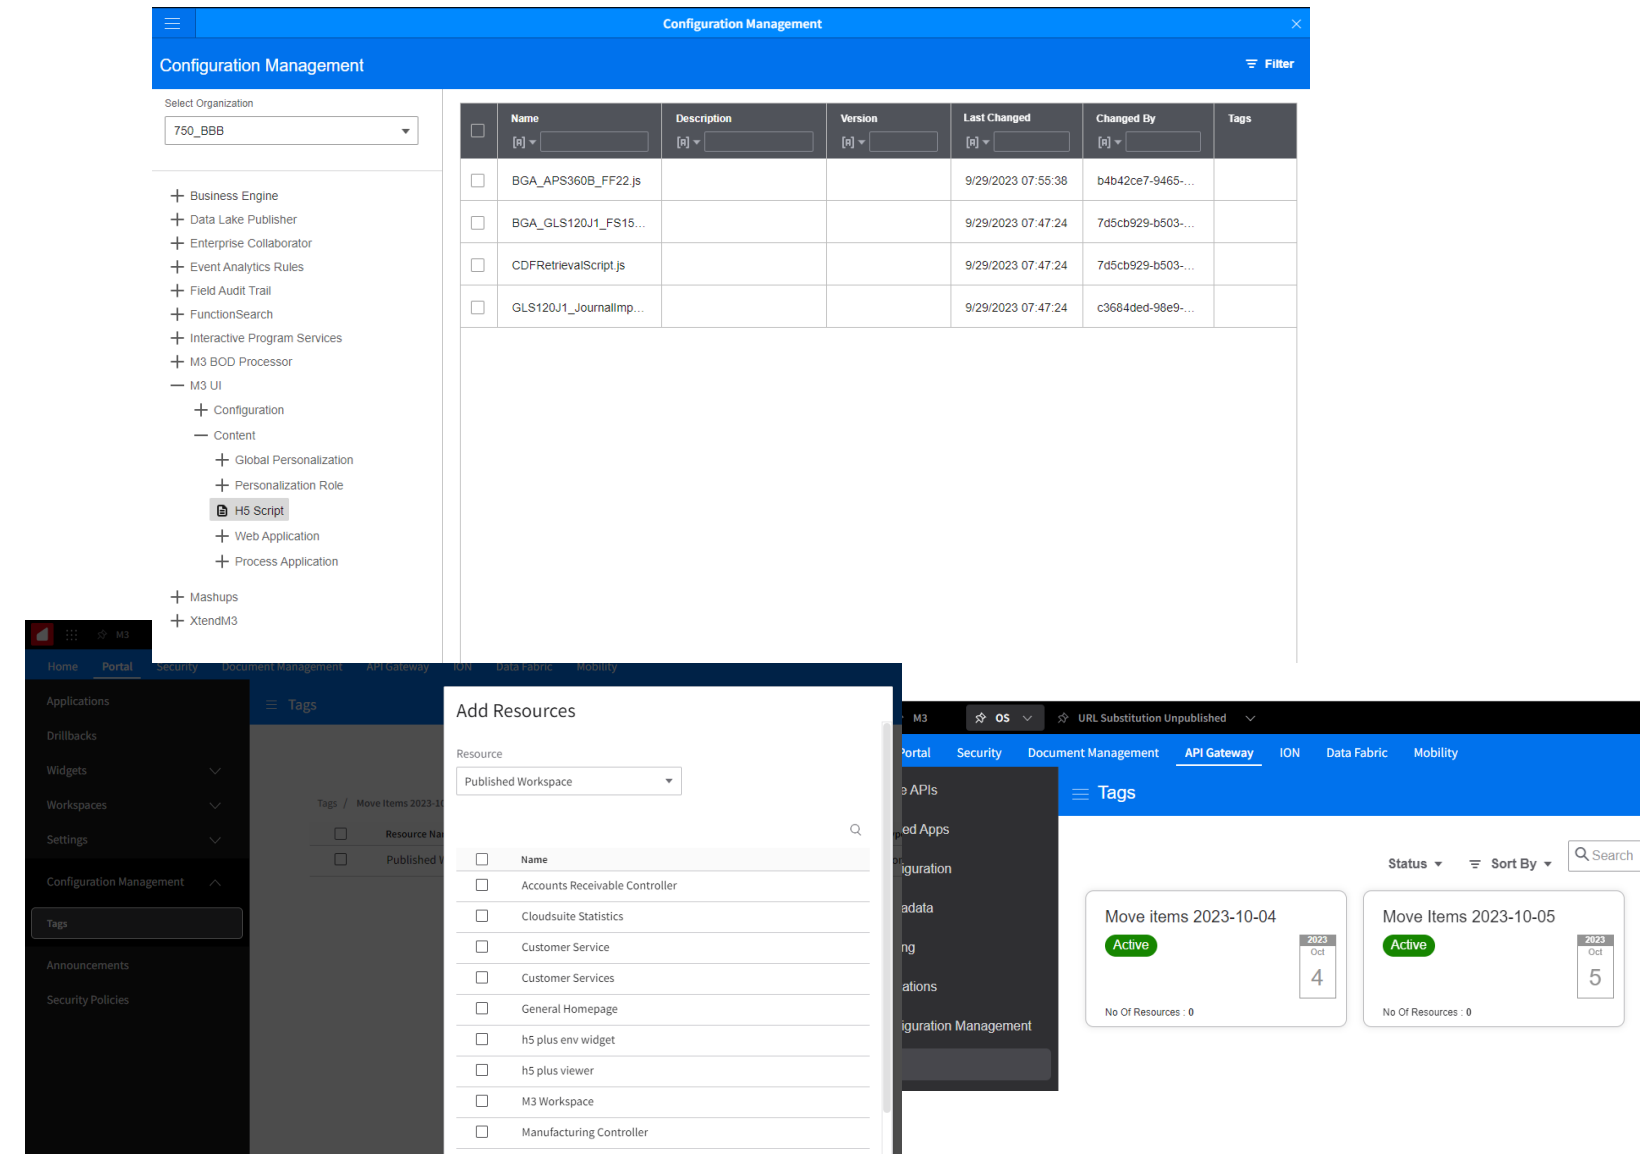 Configuration Management
Configuration Management
Filter
Select Organization
750_BBB
Business Engine
Data Lake Publisher
Enterprise Collaborator
Event Analytics Rules
Field Audit Trail
FunctionSearch
Interactive Program Services
M3 BOD Processor
M3 UI
Configuration
Content
Global Personalization
Personalization Role
H5 Script
Web Application
Process Application
Mashups
XtendM3
Name Description Version Last Changed Changed By Tags
BGA_APS360B_FF22.js 9/29/2023 07:55:38 b4b42ce7-9465-...
BGA_GLS120J1_FS15... 9/29/2023 07:47:24 7d5cb929-b503-...
CDFRetrievalScript.js 9/29/2023 07:47:24 7d5cb929-b503-...
GLS120J1_JournalImp... 9/29/2023 07:47:24 c3684ded-98e9-...
M3
Home Portal Security Document Management API Gateway ION Data Fabric Mobility
Applications
Drillbacks
Widgets
Workspaces
Settings
Configuration Management
Tags
Announcements
Security Policies
Tags
Tags / Move Items 2023-10
Resource Na
Published W
Add Resources
Resource
Published Workspace
Name
Accounts Receivable Controller
Cloudsuite Statistics
Customer Service
Customer Services
General Homepage
h5 plus env widget
h5 plus viewer
M3 Workspace
Manufacturing Controller
M3 OS URL Substitution Unpublished
Portal Security Document Management API Gateway ION Data Fabric Mobility
e APIs
ed Apps
iguration
adata
ng
ations
iguration Management
Tags
Status Sort By Search
Move items 2023-10-04
Active
2023
Oct
4
No Of Resources : 0
Move Items 2023-10-05
Active
2023
Oct
5
No Of Resources : 0